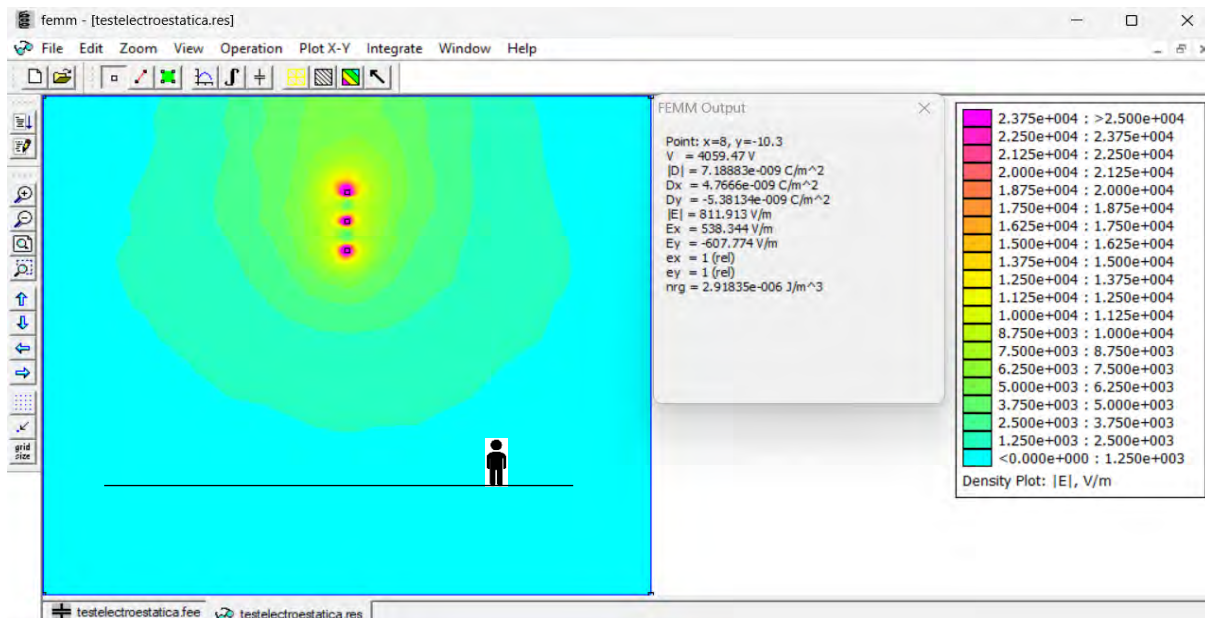 femm - [testelectroestatica.res]
File Edit Zoom View Operation Plot X-Y Integrate Window Help
grid
size
FEMM Output
Point: x=8, y=-10.3
V = 4059.47 V
|D| = 7.18883e-009 C/m^2
Dx = 4.7666e-009 C/m^2
Dy = -5.38134e-009 C/m^2
|E| = 811.913 V/m
Ex = 538.344 V/m
Ey = -607.774 V/m
ex = 1 (rel)
ey = 1 (rel)
nrg = 2.91835e-006 J/m^3
2.375e+004 : >2.500e+004
2.250e+004 : 2.375e+004
2.125e+004 : 2.250e+004
2.000e+004 : 2.125e+004
1.875e+004 : 2.000e+004
1.750e+004 : 1.875e+004
1.625e+004 : 1.750e+004
1.500e+004 : 1.625e+004
1.375e+004 : 1.500e+004
1.250e+004 : 1.375e+004
1.125e+004 : 1.250e+004
1.000e+004 : 1.125e+004
8.750e+003 : 1.000e+004
7.500e+003 : 8.750e+003
6.250e+003 : 7.500e+003
5.000e+003 : 6.250e+003
3.750e+003 : 5.000e+003
2.500e+003 : 3.750e+003
1.250e+003 : 2.500e+003
<0.000e+000 : 1.250e+003
Density Plot: |E|, V/m
testelectroestatica.fee
testelectroestatica.res